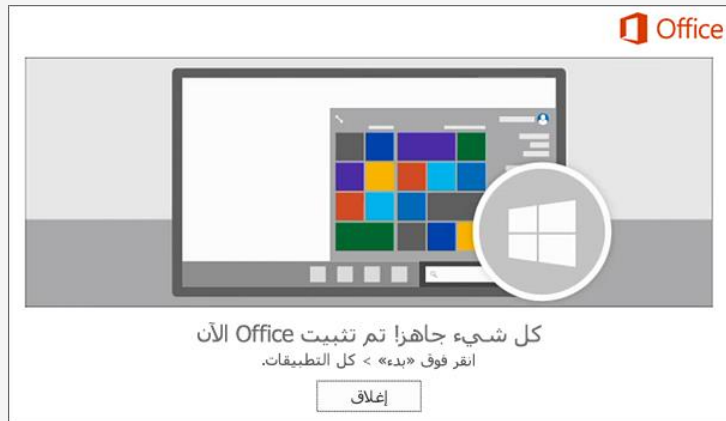 Office
كل شيء جاهز! تم تثبيت Office الآن
انقر فوق «بدء» > كل التطبيقات.
إغلاق